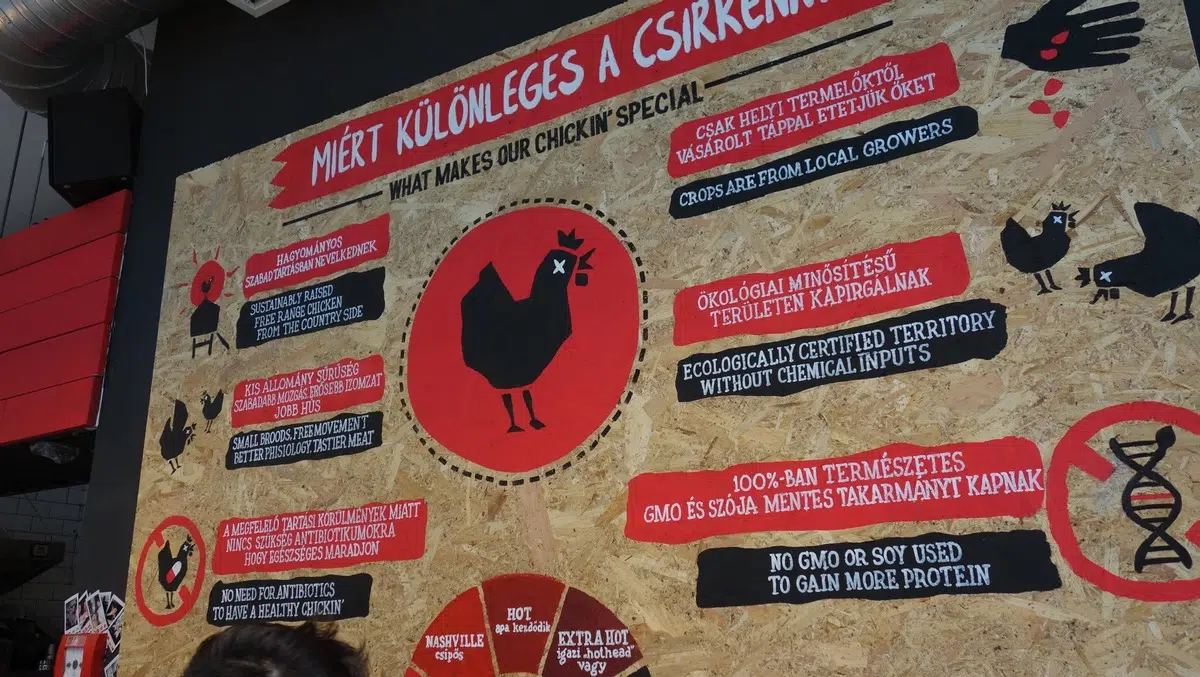 MIÉRT KÜLÖNLEGES A
WHAT MAKES OUR CHICKIN' SPECIAL
HAGYOMÁNYOS
SZABADTARTÁSBAN NEVELKEDNEK
SUSTAINABLY RAISED
FREE RANGE CHICKEN
FROM THE COUNTRY SIDE
KIS ÁLLOMÁNY SŰRŰSÉG
SZABADABB MOZGÁS, ERŐSEBB IZOMZAT
JOBB HÚS
SMALL BROODS, FREE MOVEMENT
BETTER PHISIOLOGY, TASTIER MEAT
A MEGFELELŐ TARTÁSI KÖRÜLMÉNYEK MIATT
NINCS SZÜKSÉG ANTIBIOTIKUMOKRA
HOGY EGÉSZSÉGES MARADJON
NO NEED FOR ANTIBIOTICS
TO HAVE A HEALTHY CHICKIN'
CSAK HELYI TERMELŐKTŐL
VÁSÁROLT TÁPPAL ETETJÜK ŐKET
CROPS ARE FROM LOCAL GROWERS
ÖKOLÓGIAI MINŐSÍTÉSŰ
TERÜLETEN KAPIRGÁLNAK
ECOLOGICALLY CERTIFIED TERRITORY
WITHOUT CHEMICAL INPUTS
100%-BAN TERMÉSZETES
GMO ÉS SZÓJA MENTES TAKARMÁNYT KAPNAK
NO GMO OR SOY USED
TO GAIN MORE PROTEIN
NASHVILLE
csípős
HOT
apa kezdődik
EXTRA HOT
igazi „hothead"
vagy